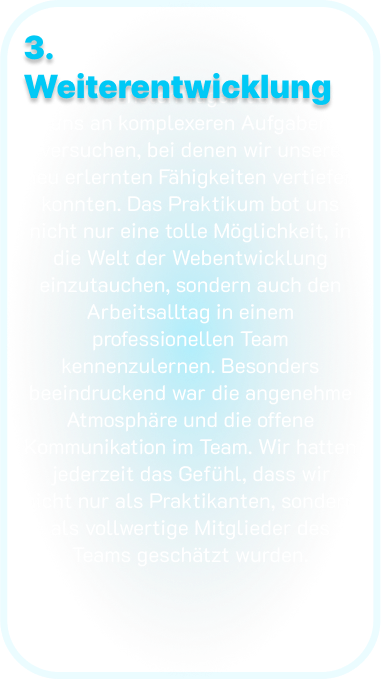 3.
Weiterentwicklung
an komplexeren Aufgaben
versuchen, bei denen wir unsere
erlernten Fähigkeiten vertiefen
konnten. Das Praktikum bot uns
nicht nur eine tolle Möglichkeit, in
die Welt der Webentwicklung
einzutauchen, sondern auch den
Arbeitsalltag in einem
professionellen Team
kennenzulernen. Besonders
beeindruckend war die angenehme
Atmosphäre und die offene
Kommunikation im Team. Wir hatten
jederzeit das Gefühl, dass wir
nicht nur als Praktikanten, sondern
als vollwertige Mitglieder des
Teams geschätzt wurden.